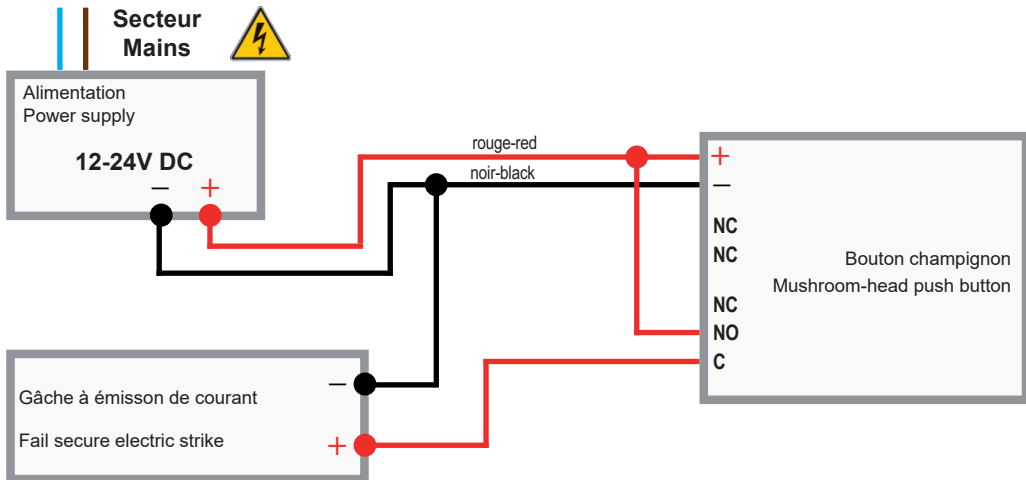 Secteur
Mains
Alimentation
Power supply
12-24V DC
− +
rouge-red
noir-black
+
−
NC
NC
NC
NO
C
Bouton champignon
Mushroom-head push button
−
Gâche à émisson de courant
Fail secure electric strike
+